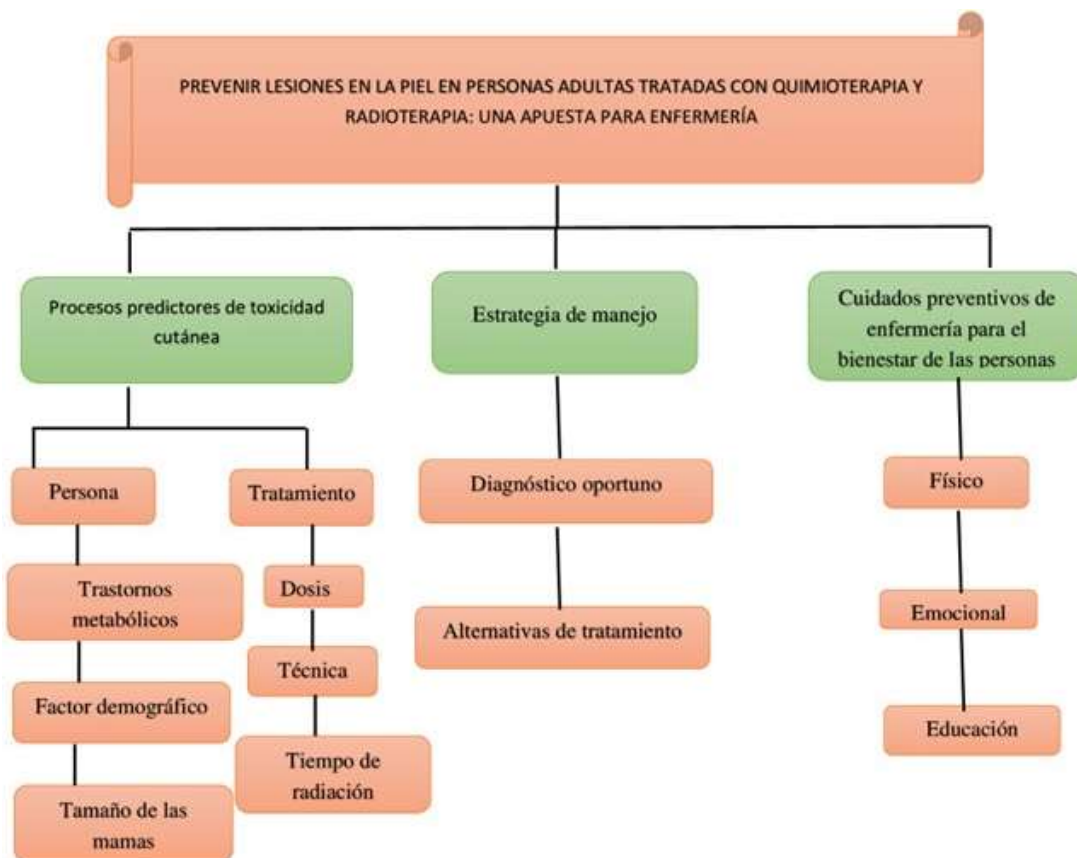 PREVENIR LESIONES EN LA PIEL EN PERSONAS ADULTAS TRATADAS CON QUIMIOTERAPIA Y
RADIOTERAPIA: UNA APUESTA PARA ENFERMERÍA
Procesos predictores de toxicidad
cutánea
Estrategia de manejo
Cuidados preventivos de
enfermería para el
bienestar de las personas
Persona
Tratamiento
Trastornos
metabólicos
Dosis
Factor demográfico
Técnica
Tamaño de las
mamas
Tiempo de
radiación
Diagnóstico oportuno
Alternativas de tratamiento
Físico
Emocional
Educación